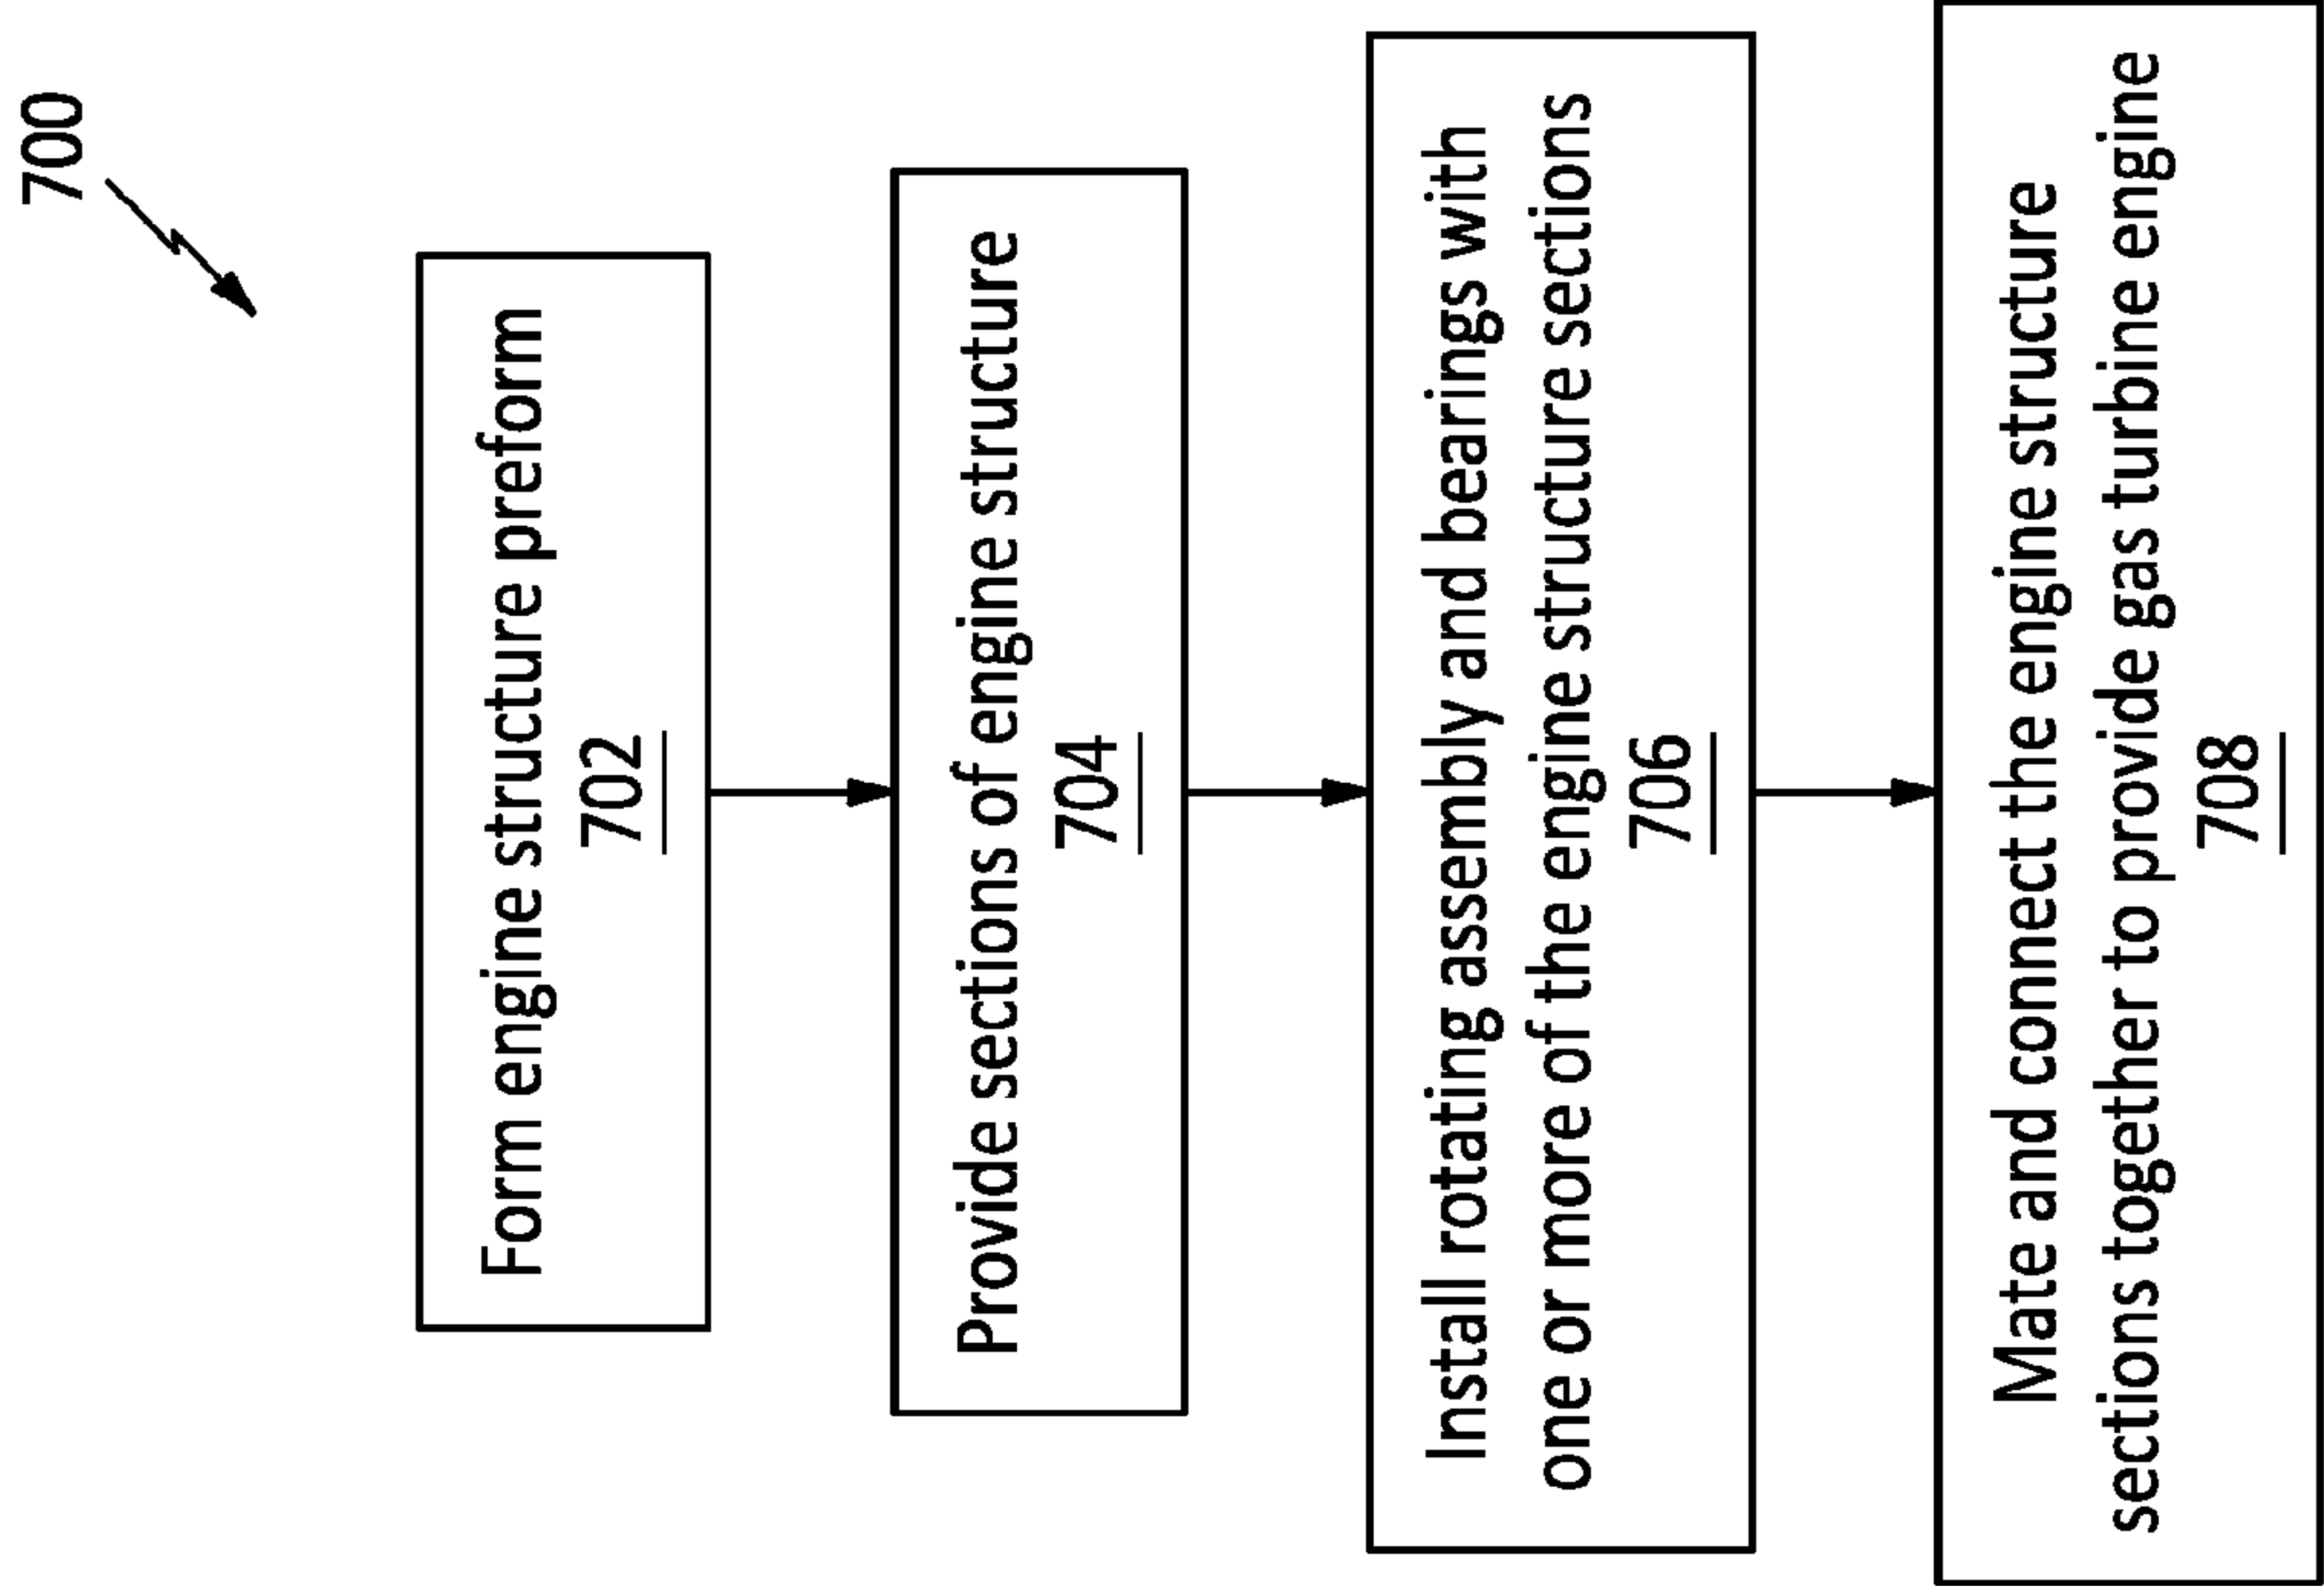 700
Form engine structure preform
702
Provide sections of engine structure
704
Install rotating assembly and bearings with
one or more of the engine structure sections
706
Mate and connect the engine structure
sections together to provide gas turbine engine
708